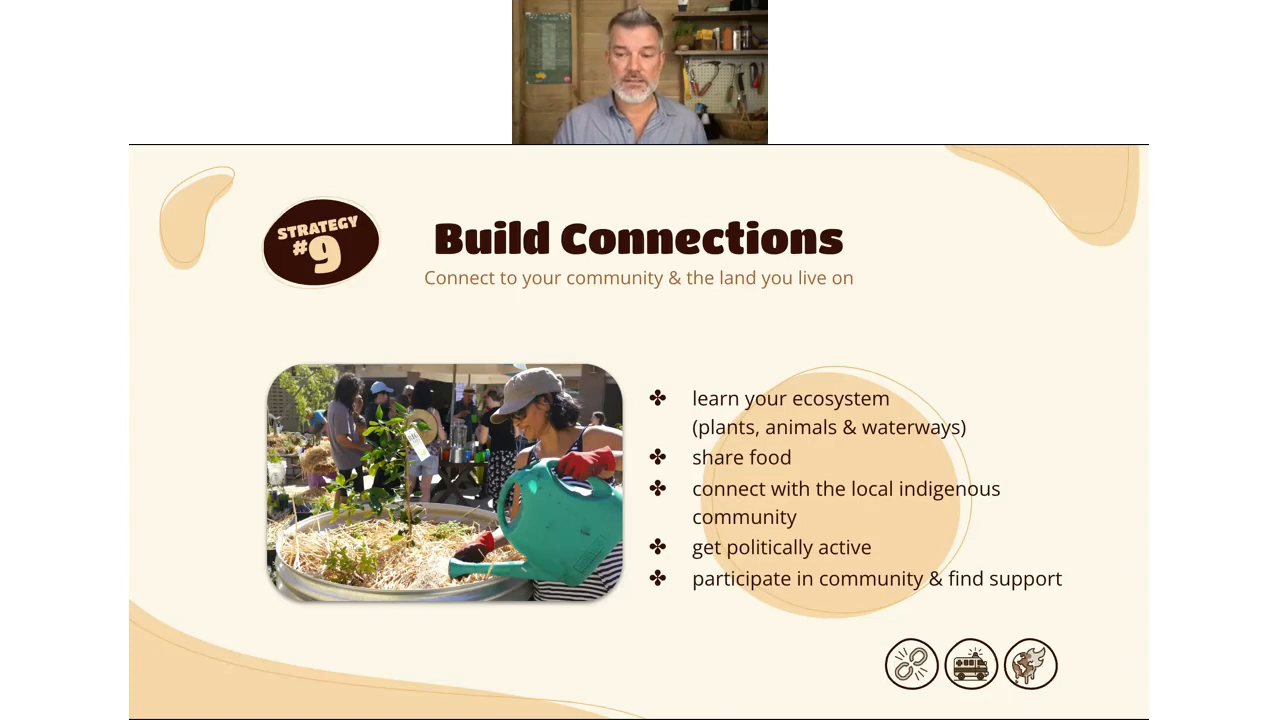 STRATEGY
#9
Build Connections
Connect to your community & the land you live on
learn your ecosystem
(plants, animals & waterways)
share food
connect with the local indigenous
community
get politically active
participate in community & find support